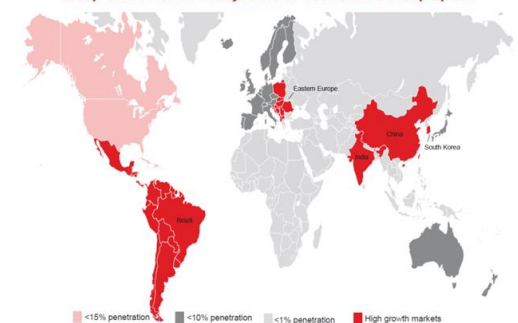 Eastern Europe
China
South Korea
India
Brazil
<15% penetration
<10% penetration
<1% penetration
High growth markets